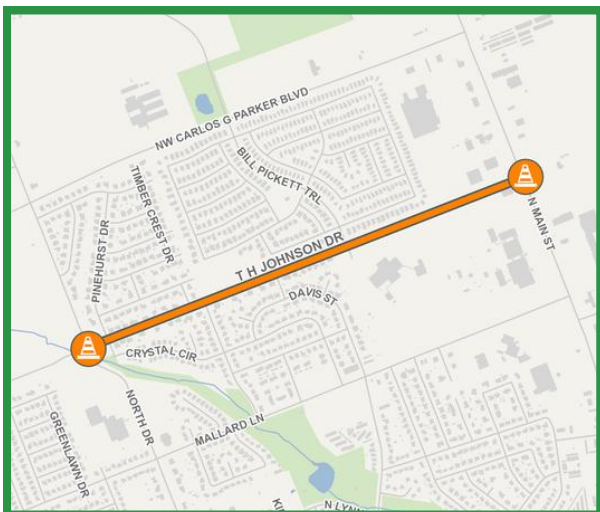 NW CARLOS G PARKER BLVD
BILL PICKETT TRL
TIMBER CREST DR
PINEHURST DR
N MAIN ST
T H JOHNSON DR
DAVIS ST
CRYSTAL CIR
NORTH DR
MALLARD LN
GREENLAWN DR
N LYNN